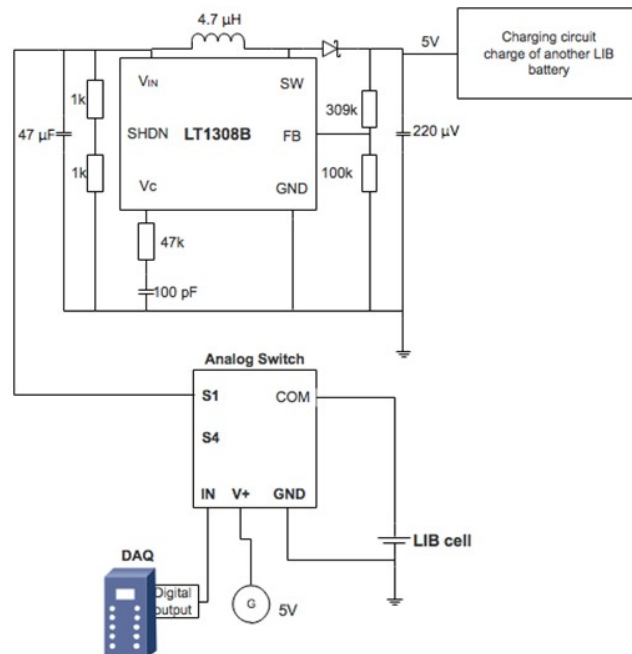 4.7 µH
5V
Charging circuit
charge of another LIB
battery
VIN
SW
1k
309k
47 µF
SHDN
LT1308B
FB
220 µV
1k
100k
Vc
GND
47k
100 pF
Analog Switch
S1
COM
S4
IN
V+
GND
LIB cell
DAQ
Digital
output
G
5V